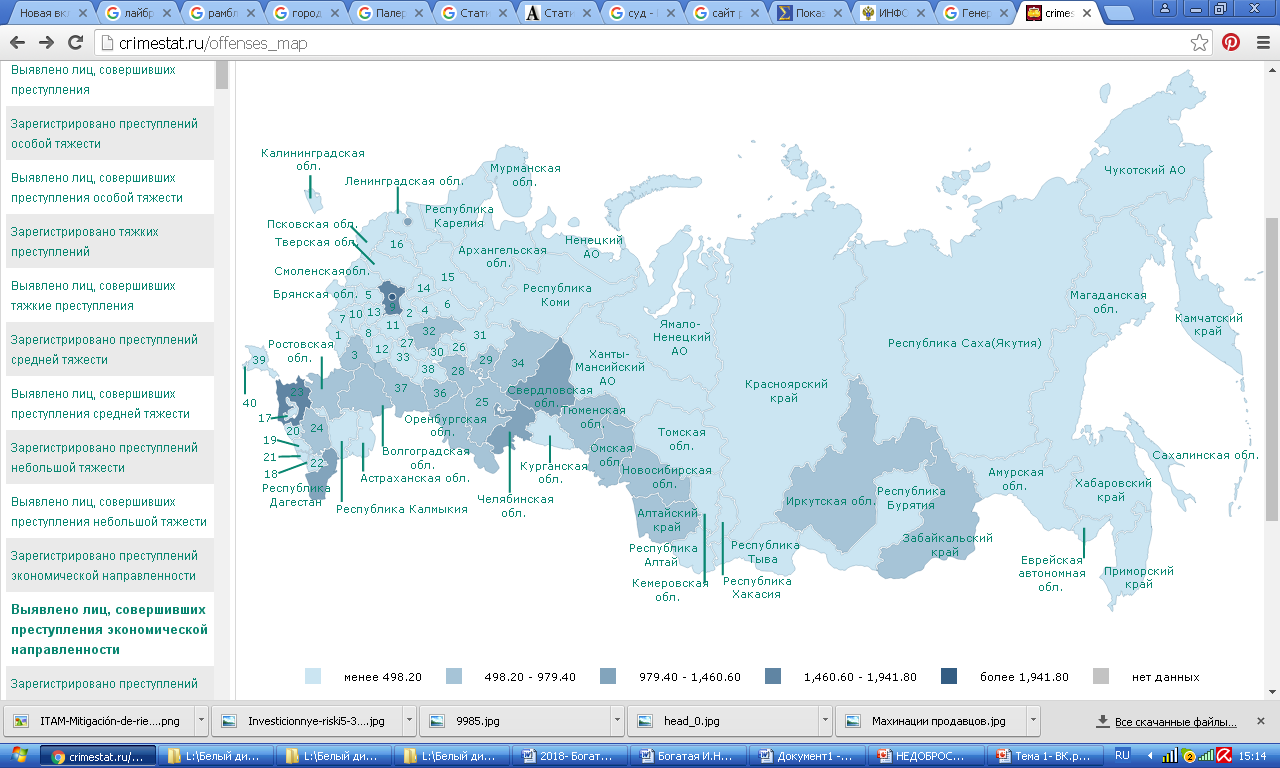 Новая вк
лайбр
рамбл
город
Палер
Стать
Стать
суд -
сайт р
Показ
ИНФС
Генер
crimes
crimestat.ru/offenses_map
Выявлено лиц, совершивших
преступления
Зарегистрировано преступлений
особой тяжести
Выявлено лиц, совершивших
преступления особой тяжести
Зарегистрировано тяжких
преступлений
Выявлено лиц, совершивших
тяжкие преступления
Зарегистрировано преступлений
средней тяжести
Выявлено лиц, совершивших
преступления средней тяжести
Зарегистрировано преступлений
небольшой тяжести
Выявлено лиц, совершивших
преступления небольшой тяжести
Зарегистрировано преступлений
экономической направленности
Выявлено лиц, совершивших
преступления экономической
направленности
Зарегистрировано преступлений
Калининградская
обл.
Мурманская
обл.
Ленинградская обл.
Республика
Карелия
Псковская обл.
Тверская обл.
16
Архангельская
обл.
Ненецкий
АО
Чукотский АО
Смоленскаяобл.
15
14
Республика
Коми
Брянская обл.
5
6
Магаданская
обл.
7
10
13
9
2
4
Камчатский
край
11
Ямало-
Ненецкий
АО
1
8
32
31
Республика Саха(Якутия)
Ростовская
обл.
27
12
26
30
33
3
39
29
34
Ханты-
Мансийский
АО
38
28
Красноярский
край
37
36
25
23
Свердловская
обл.
40
17
Тюменская
обл.
Оренбургская
обл.
20
24
19
Томская
обл.
Омская
обл.
Волгоградская
обл.
21
22
18
Курганская
обл.
Новосибирская
обл.
Астраханская обл.
Сахалинская обл.
Амурская
обл.
Хабаровский
край
Республика
Дагестан
Республика Калмыкия
Челябинская
обл.
Алтайский
край
Иркутская обл.
Республика
Бурятия
Забайкальский
край
Республика
Алтай
Республика
Тыва
Кемеровская
обл.
Республика
Хакасия
Еврейская
автономная
обл.
Приморский
край
менее 498.20
498.20 - 979.40
979.40 - 1,460.60
1,460.60 - 1,941.80
более 1,941.80
нет данных
ITAM-Mitigación-de-rie....png
Investicionnye-riski5-3....jpg
9985.jpg
head_0.jpg
Махинации продавцов.jpg
Все скачанные файлы...
crimestat.ru/...
L:\Белый ди...
L:\Белый ди...
L:\Белый ди...
2018- Богат...
Богатая И.Н...
Документ1 -...
НЕДОБРОС...
Тема 1- ВК.р...
RU
2
15:14